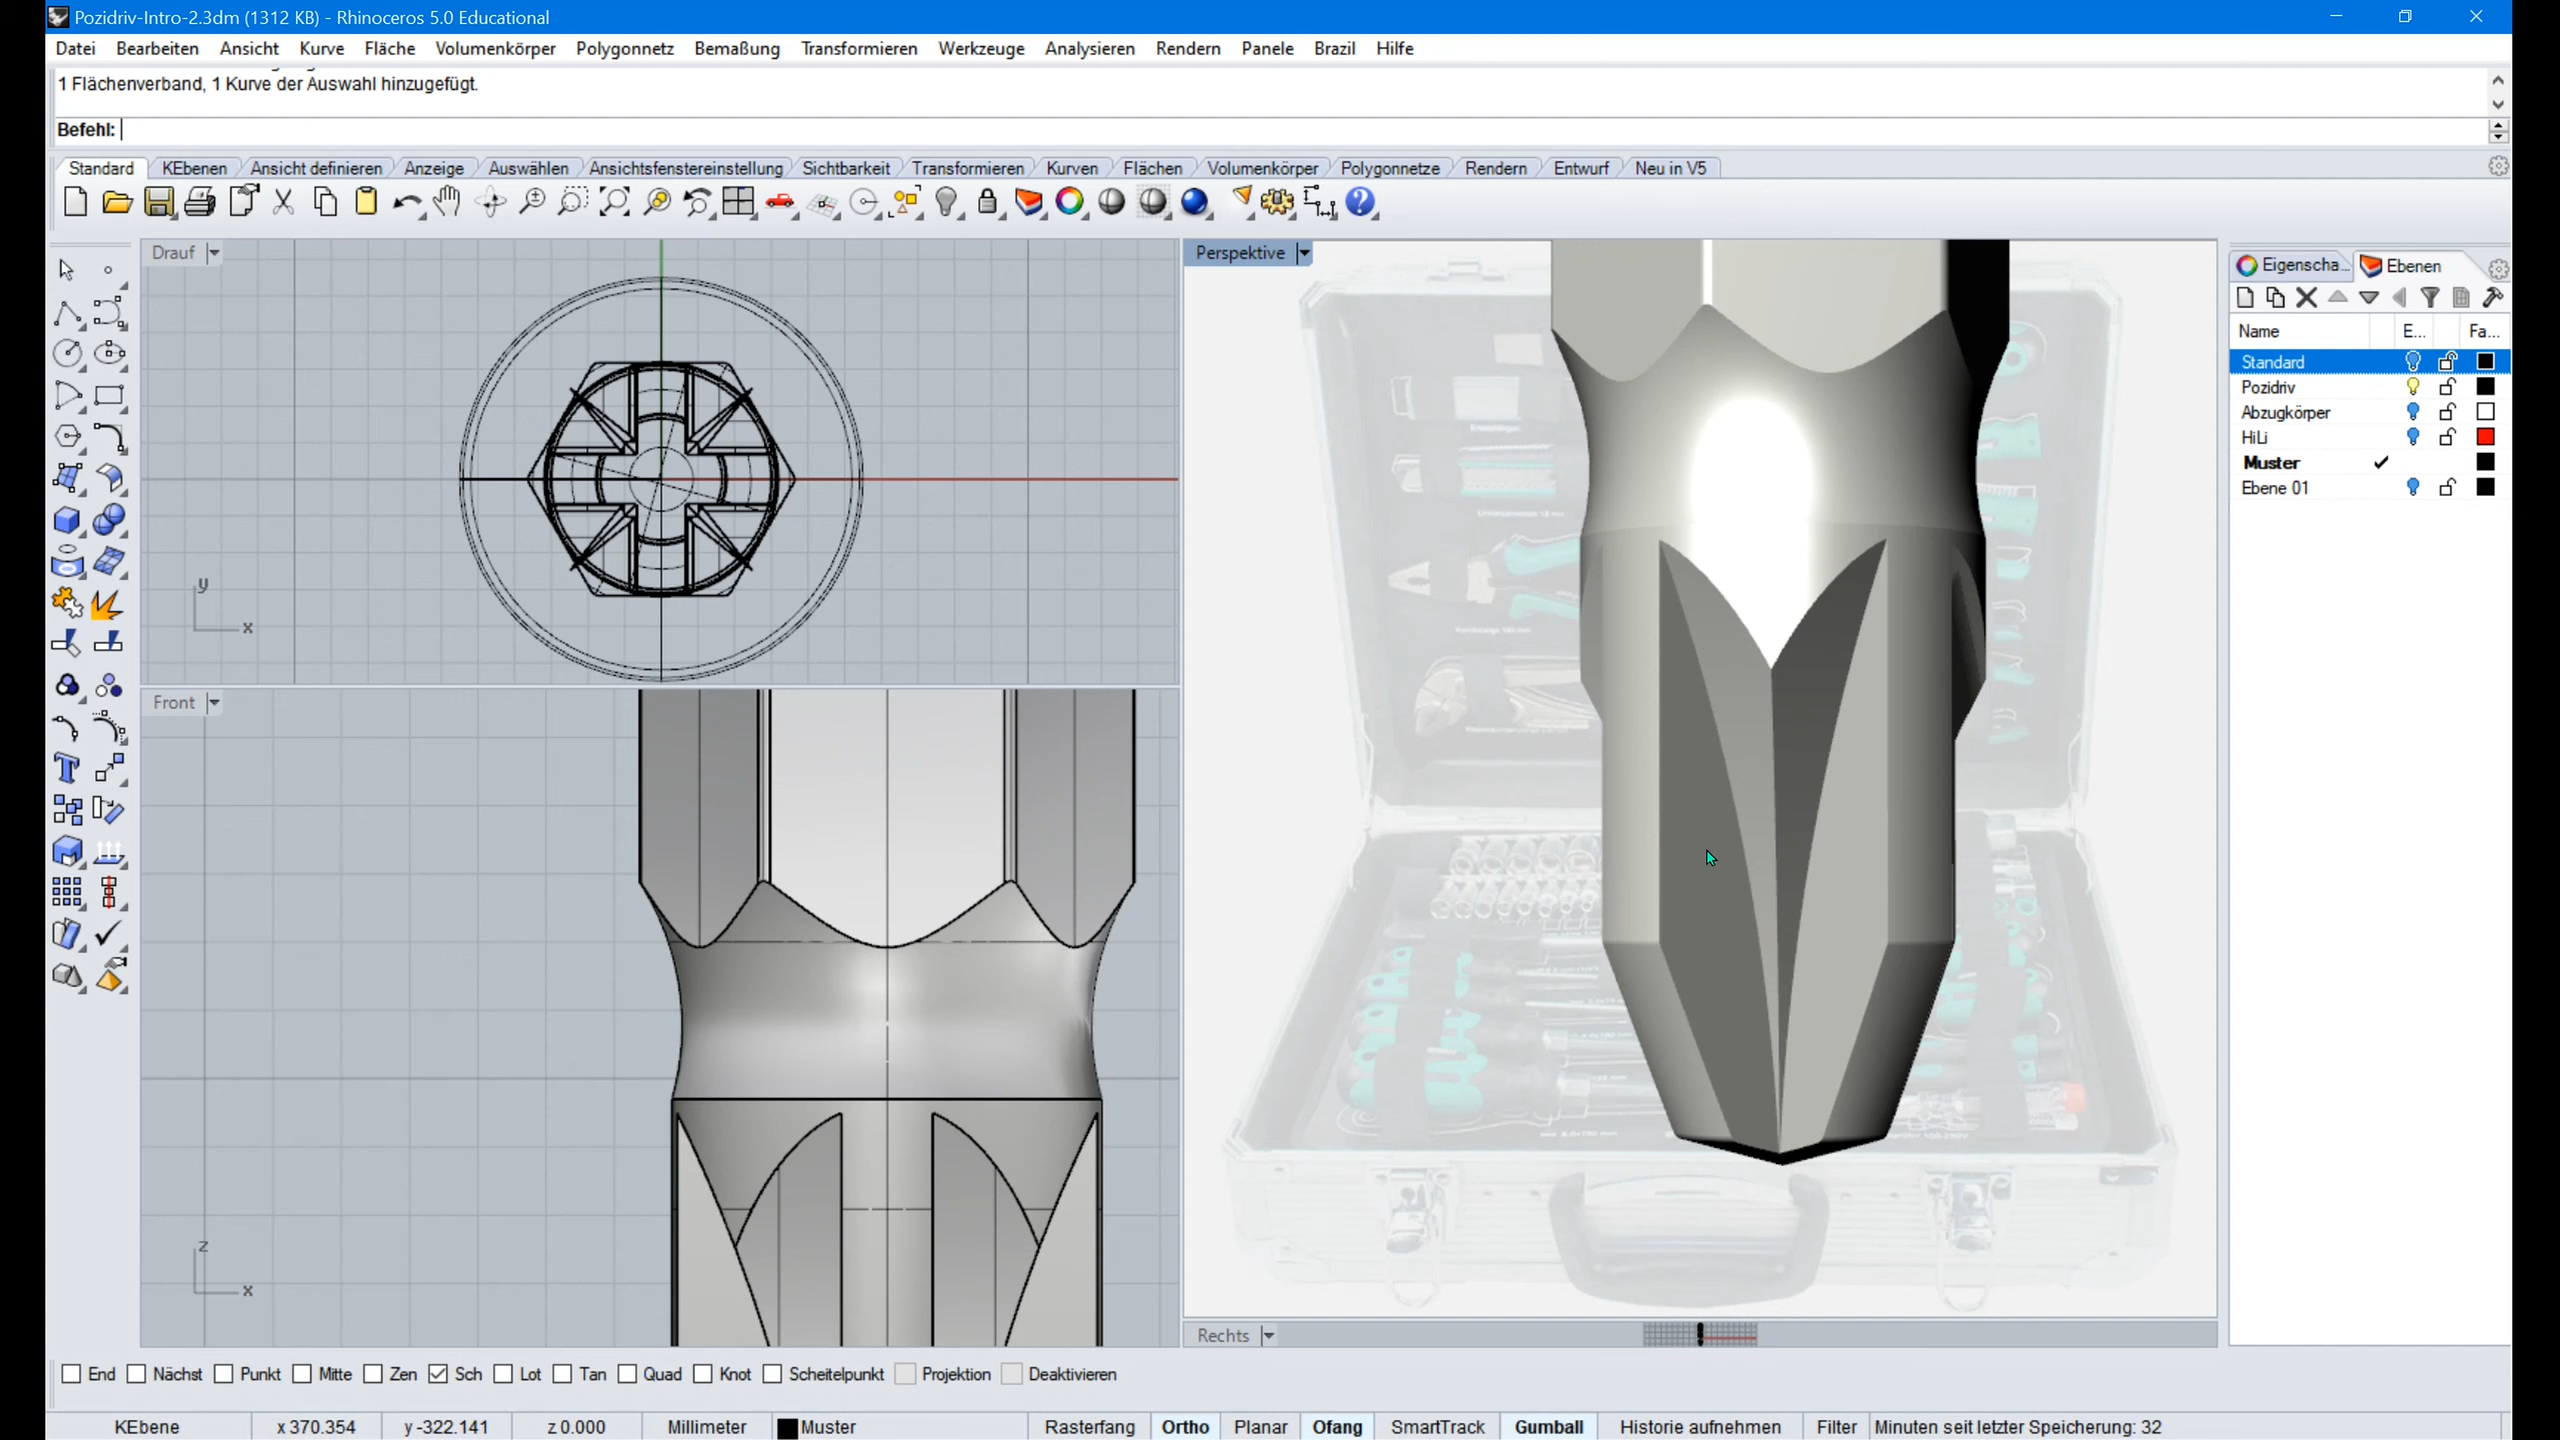 Pozidriv-Intro-2.3dm (1312 KB) - Rhinoceros 5.0 Educational
Datei Bearbeiten Ansicht Kurve Fläche Volumenkörper Polygonnetz Bemaßung Transformieren Werkzeuge Analysieren Rendern Panele Brazil Hilfe
1 Flächenverband, 1 Kurve der Auswahl hinzugefügt.
Befehl:
Standard KEbenen Ansicht definieren Anzeige Auswählen Ansichtsfenstereinstellung Sichtbarkeit Transformieren Kurven Flächen Volumenkörper Polygonnetze Rendern Entwurf Neu in V5
Drauf
Perspektive
Eigenscha... Ebenen
Name E... Fa...
Standard
Pozidriv
Abzugkörper
HiLi
Muster
Ebene 01
y
x
Front
z
x
Rechts
End Nächst Punkt Mitte Zen Sch Lot Tan Quad Knot Scheitelpunkt Projektion Deaktivieren
KEbene x 370.354 y -322.141 z 0.000 Millimeter Muster Rasterfang Ortho Planar Ofang SmartTrack Gumball Historie aufnehmen Filter Minuten seit letzter Speicherung: 32